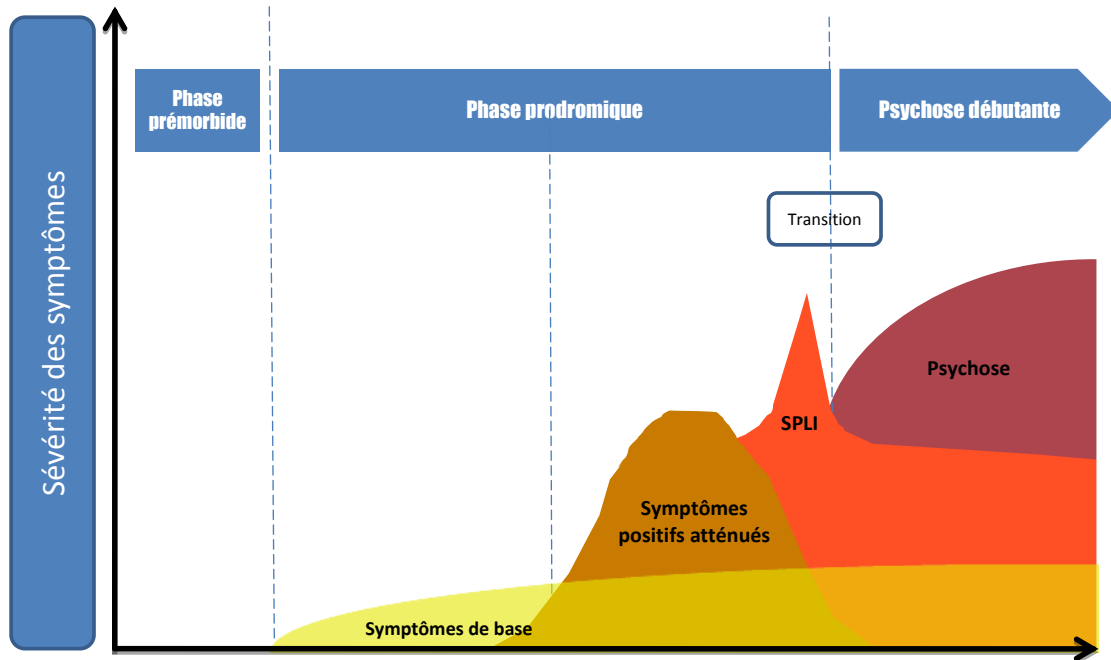 Sévérité des symptômes
Phase
prémorbide
Phase prodromique
Psychose débutante
Transition
Psychose
SPLI
Symptômes
positifs atténués
Symptômes de base